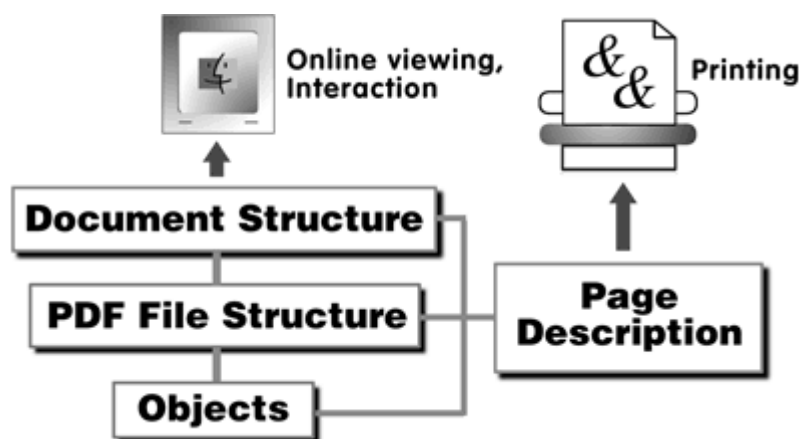 Online viewing,
Interaction
&
&
Printing
Document Structure
PDF File Structure
Page
Description
Objects